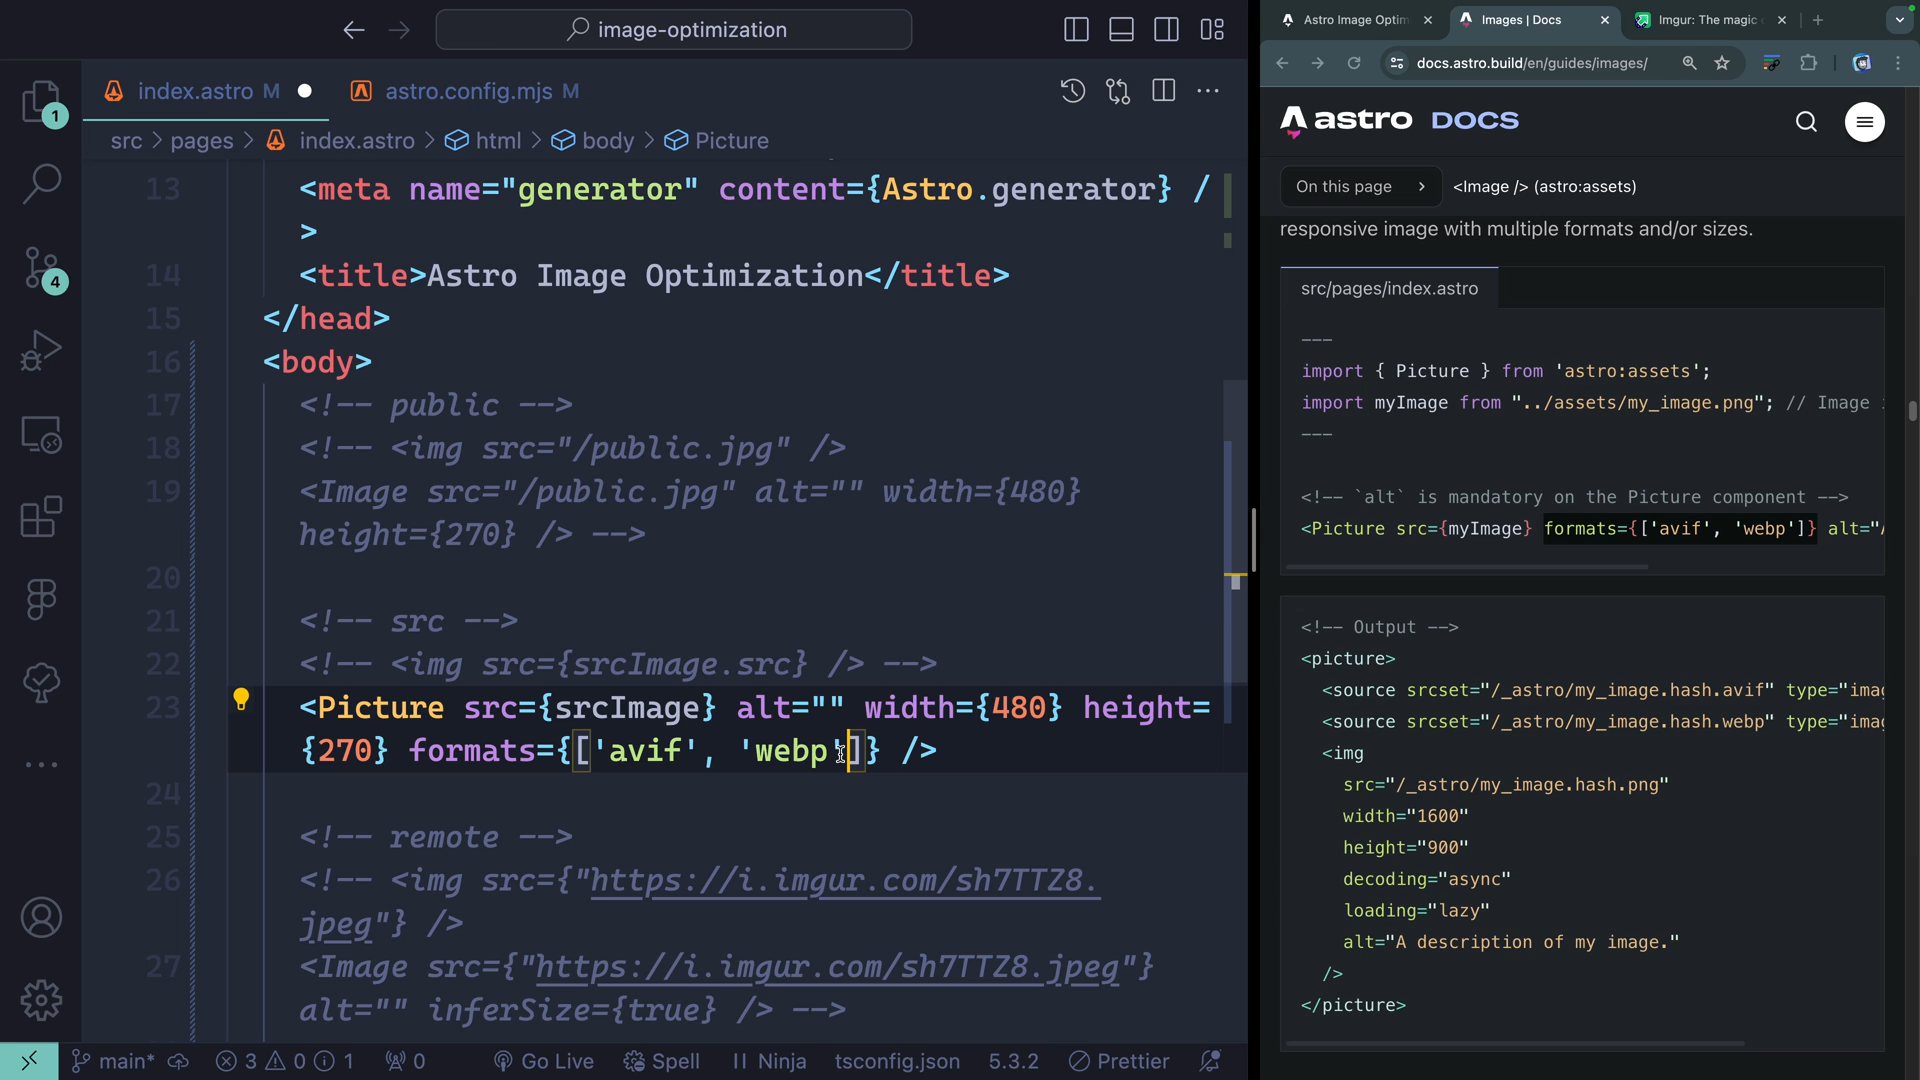 image-optimization
index.astro M
astro.config.mjs M
src > pages > index.astro > html > body > Picture
13 <meta name="generator" content={Astro.generator} /
>
14 <title>Astro Image Optimization</title>
15 </head>
16 <body>
17 <!-- public -->
18 <!-- <img src="/public.jpg" />
19 <Image src="/public.jpg" alt="" width={480}
height={270} /> -->
20
21 <!-- src -->
22 <!-- <img src={srcImage.src} /> -->
23 <Picture src={srcImage} alt="" width={480} height=
{270} formats={['avif', 'webp']} />
24
25 <!-- remote -->
26 <!-- <img src={"https://i.imgur.com/sh7TTZ8.
jpeg"} />
27 <Image src={"https://i.imgur.com/sh7TTZ8.jpeg"}
alt="" inferSize={true} /> -->
1
4
main* 3 0 1 0 Go Live Spell Ninja tsconfig.json 5.3.2 Prettier
Astro Image Optim
Images | Docs
Imgur: The magic
docs.astro.build/en/guides/images/
astro DOCS
On this page > <Image /> (astro:assets)
responsive image with multiple formats and/or sizes.
src/pages/index.astro
---
import { Picture } from 'astro:assets';
import myImage from "../assets/my_image.png"; // Image
---
<!-- `alt` is mandatory on the Picture component -->
<Picture src={myImage} formats={['avif', 'webp']} alt="A
<!-- Output -->
<picture>
<source srcset="/_astro/my_image.hash.avif" type="imag
<source srcset="/_astro/my_image.hash.webp" type="imag
<img
src="/_astro/my_image.hash.png"
width="1600"
height="900"
decoding="async"
loading="lazy"
alt="A description of my image."
/>
</picture>